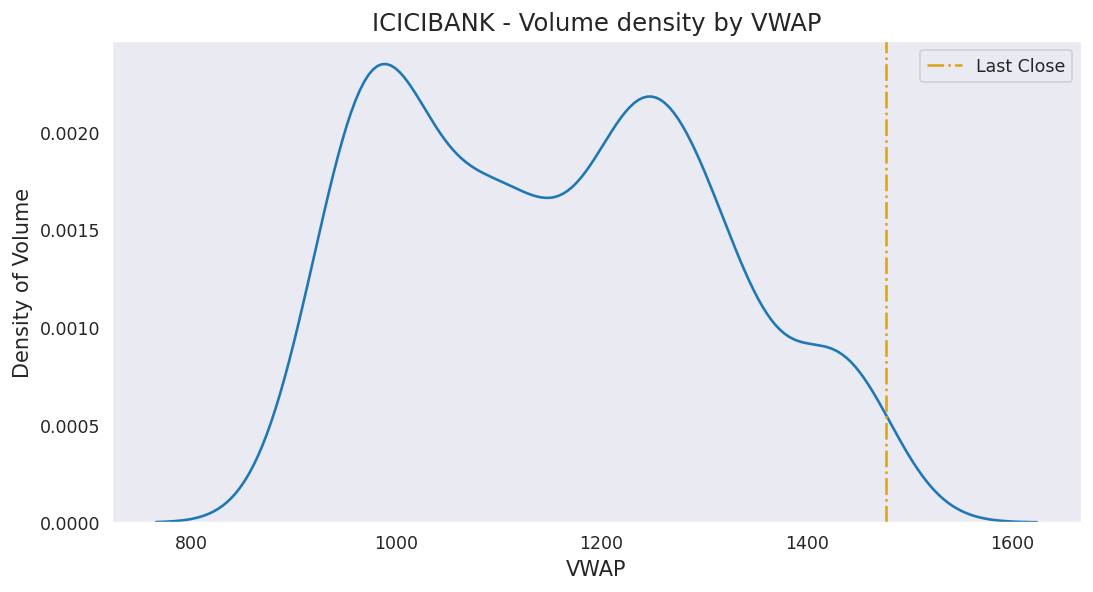 ICICIBANK - Volume density by VWAP
Last Close
Density of Volume
0.0020
0.0015
0.0010
0.0005
0.0000
800 1000 1200 1400 1600
VWAP